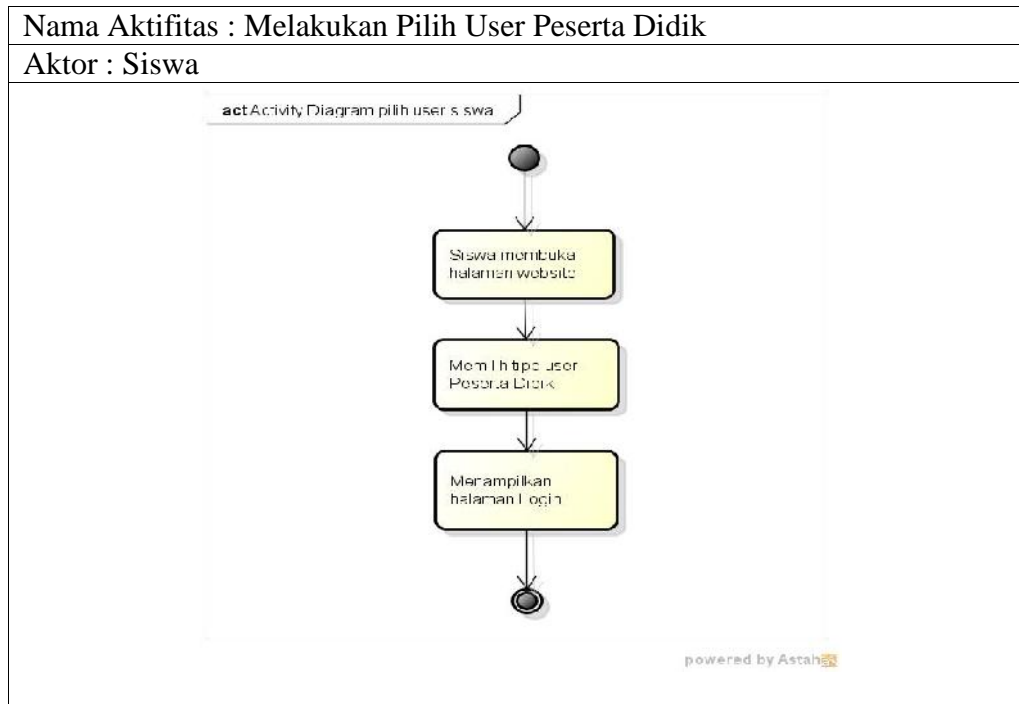 Nama Aktifitas : Melakukan Pilih User Peserta Didik
Aktor : Siswa
act Activity Diagram pilih user siswa
Siswa membuka
halaman website
Memilih tipe user
Peserta Didik
Menampilkan
halaman Login
powered by Astah